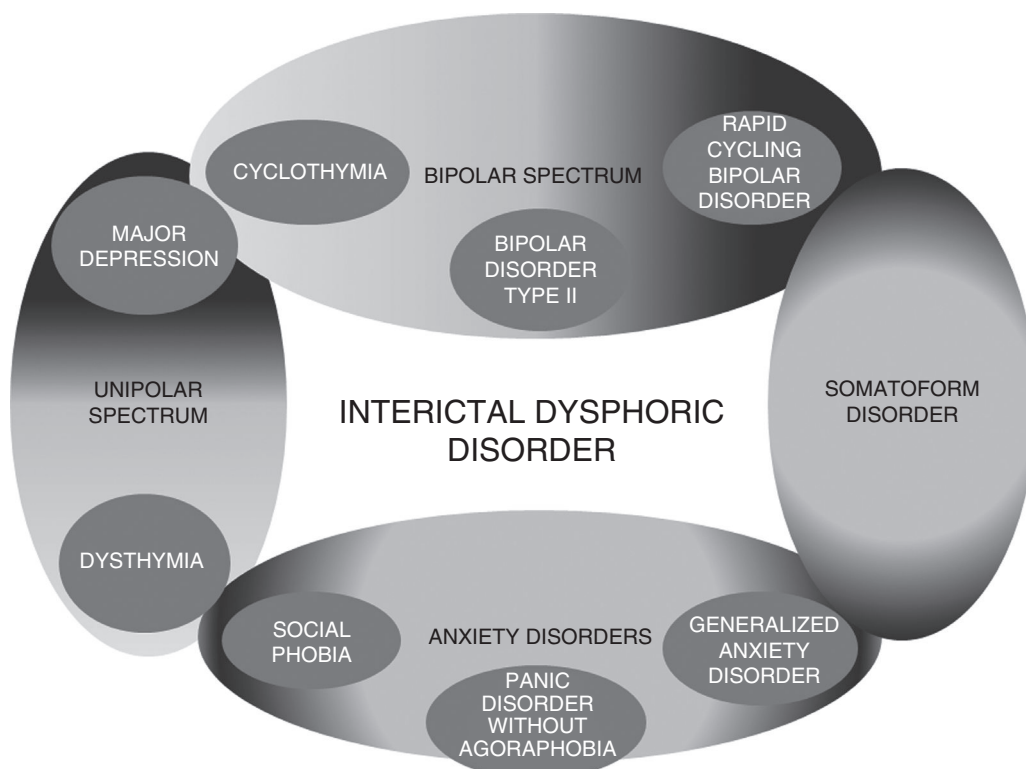 CYCLOTHYMIA
BIPOLAR SPECTRUM
RAPID
CYCLING
BIPOLAR
DISORDER
MAJOR
DEPRESSION
BIPOLAR
DISORDER
TYPE II
UNIPOLAR
SPECTRUM
INTERICTAL DYSPHORIC
DISORDER
SOMATOFORM
DISORDER
DYSTHYMIA
SOCIAL
PHOBIA
ANXIETY DISORDERS
GENERALIZED
ANXIETY
DISORDER
PANIC
DISORDER
WITHOUT
AGORAPHOBIA